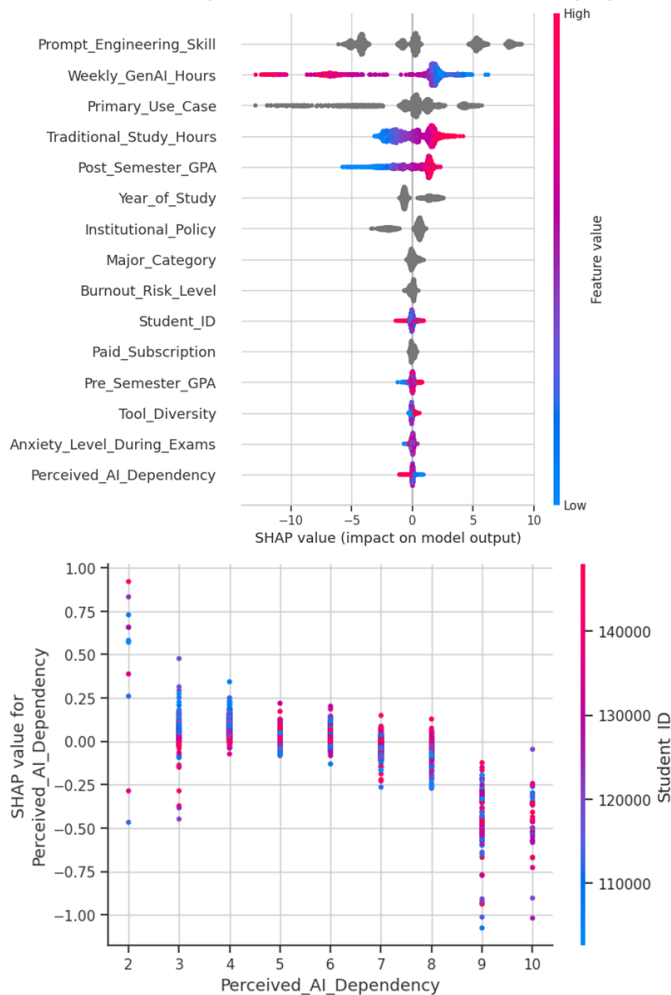 High
Prompt_Engineering_Skill
Weekly_GenAI_Hours
Primary_Use_Case
Traditional_Study_Hours
Post_Semester_GPA
Year_of_Study
Institutional_Policy
Major_Category
Burnout_Risk_Level
Student_ID
Paid_Subscription
Pre_Semester_GPA
Tool_Diversity
Anxiety_Level_During_Exams
Perceived_AI_Dependency
Feature value
Low
−10 −5 0 5 10
SHAP value (impact on model output)
1.00
0.75
0.50
0.25
0.00
−0.25
−0.50
−0.75
−1.00
SHAP value for
Perceived_AI_Dependency
2 3 4 5 6 7 8 9 10
Perceived_AI_Dependency
140000
130000
120000
110000
Student_ID